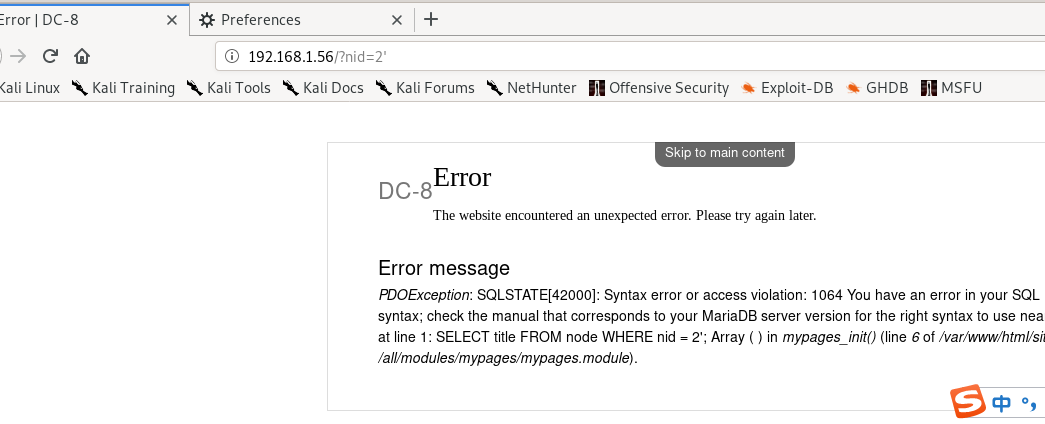 Error | DC-8 Preferences
192.168.1.56/?nid=2'
Kali Linux Kali Training Kali Tools Kali Docs Kali Forums NetHunter Offensive Security Exploit-DB GHDB MSFU
Skip to main content
DC-8
Error
The website encountered an unexpected error. Please try again later.
Error message
PDOException: SQLSTATE[42000]: Syntax error or access violation: 1064 You have an error in your SQL
syntax; check the manual that corresponds to your MariaDB server version for the right syntax to use nea
at line 1: SELECT title FROM node WHERE nid = 2'; Array ( ) in mypages_init() (line 6 of /var/www/html/sit
/all/modules/mypages/mypages.module).
S 中 °,